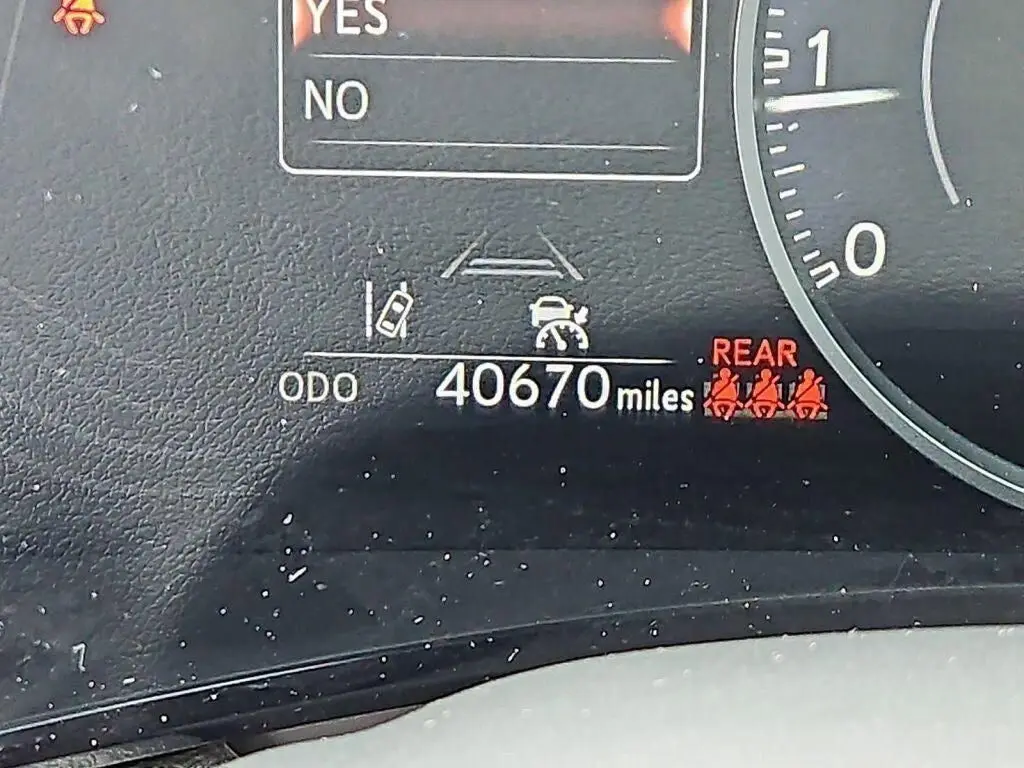 YES
NO
1
0
REAR
ODO 40670 miles